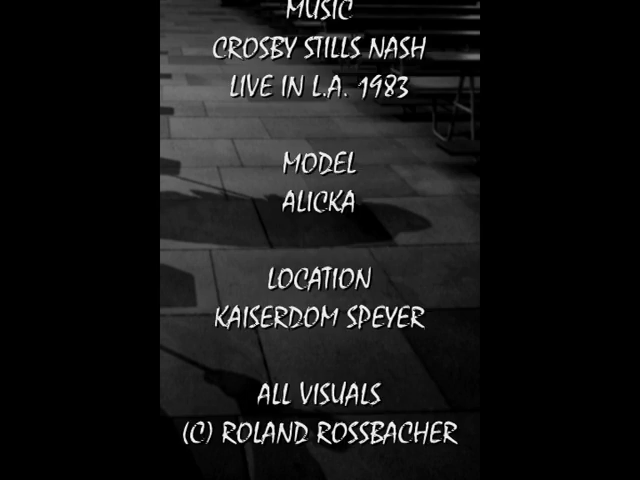 MUSIC
CROSBY STILLS NASH
LIVE IN L.A. 1983
MODEL
ALICKA
LOCATION
KAISERDOM SPEYER
ALL VISUALS
(C) ROLAND ROSSBACHER